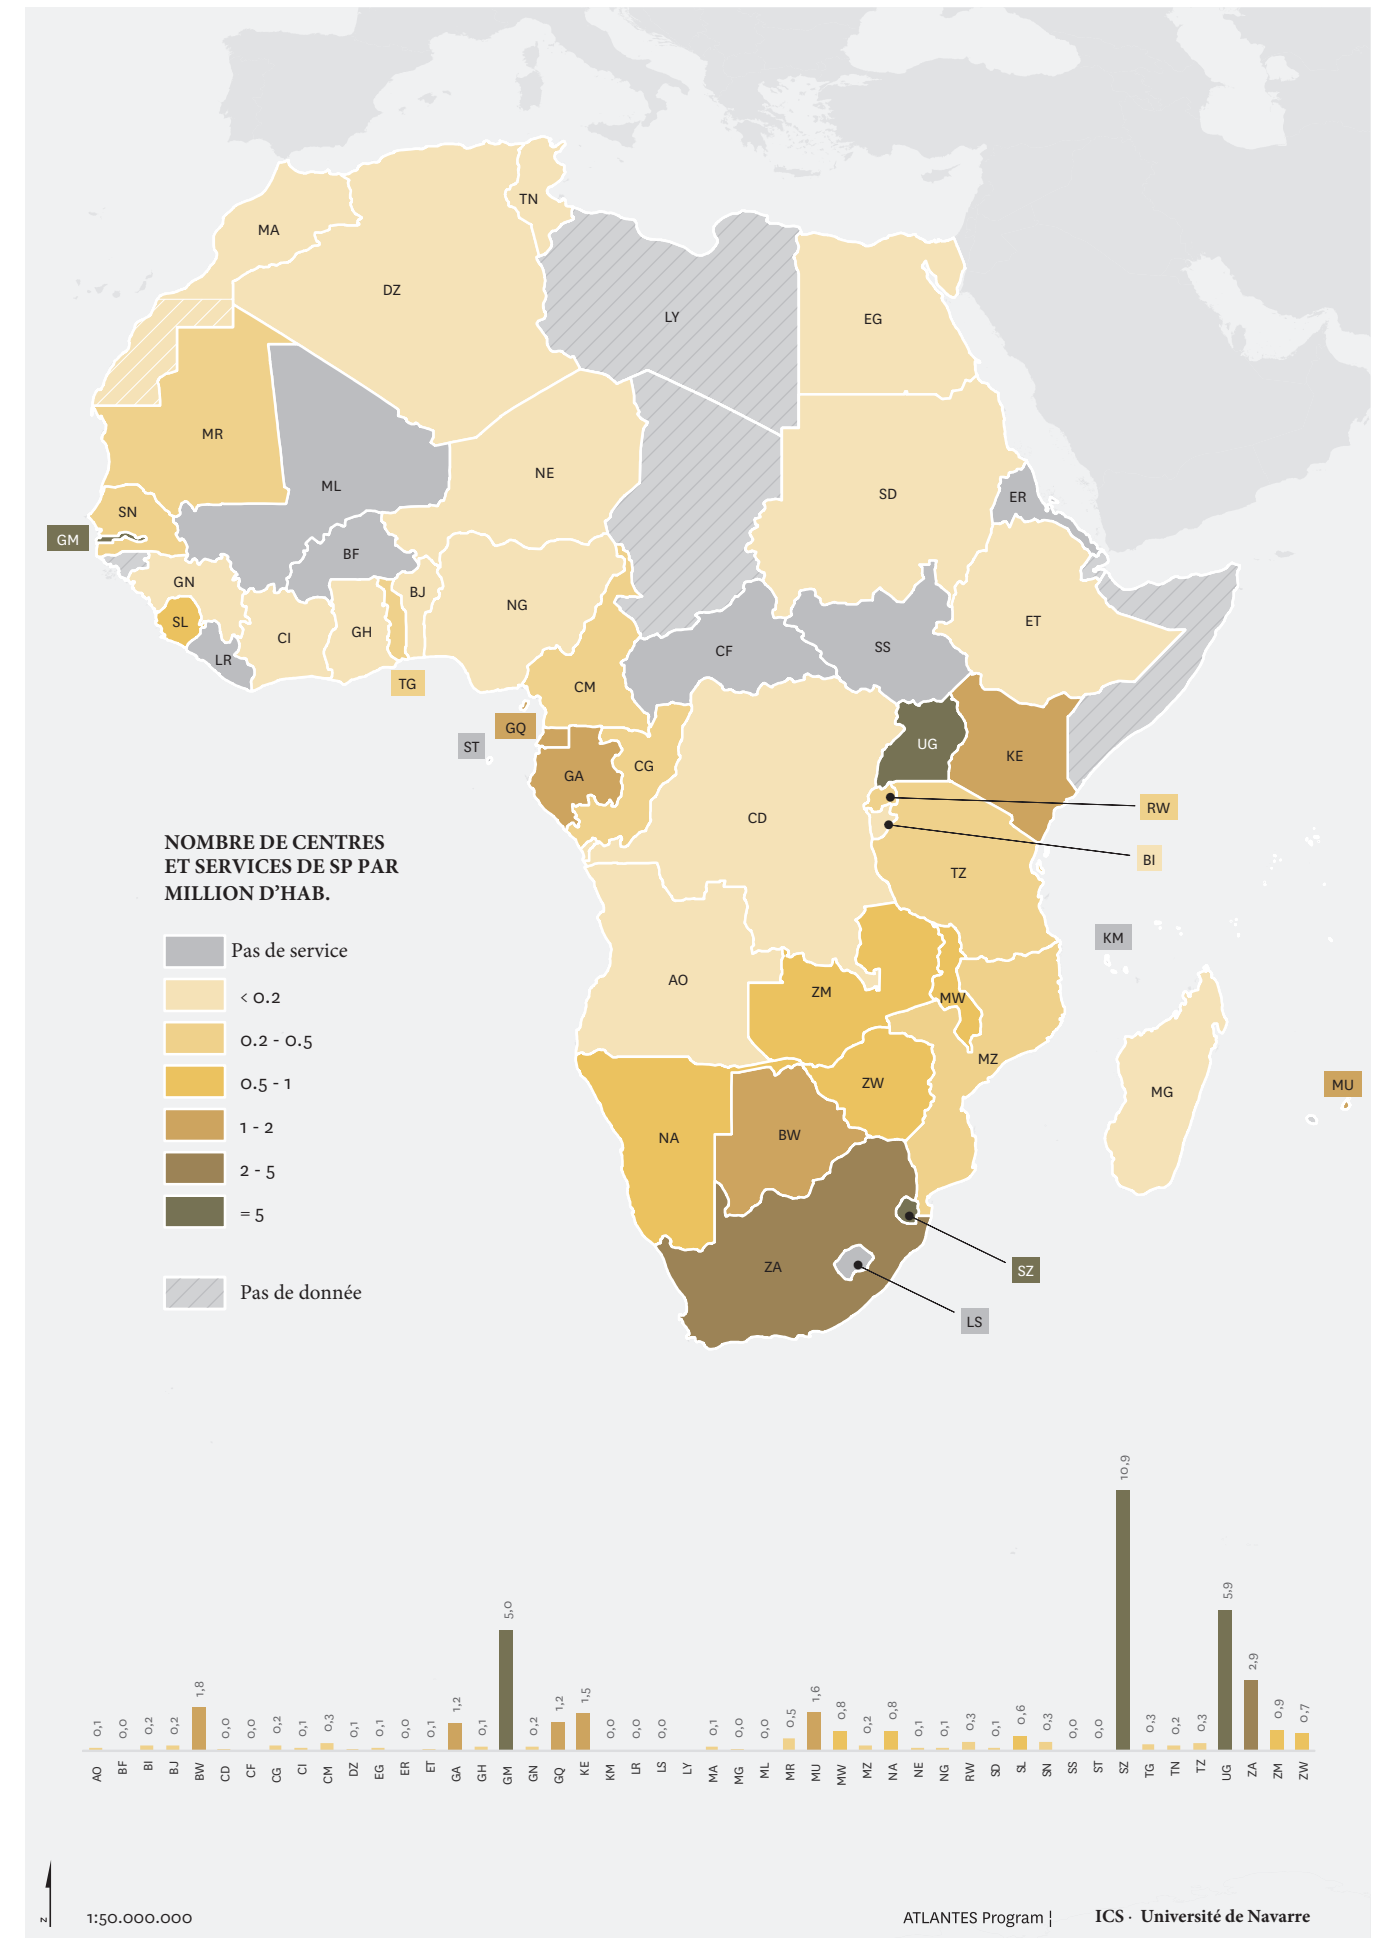 TN
MA
DZ
LY
EG
MR
NE
ML
SD
ER
SN
GM
BF
GN
BJ
NG
SL
ET
CI
GH
LR
SS
CF
TG
CM
GQ
ST
UG
KE
GA
CG
RW
CD
BI
TZ
KM
AO
ZM
MW
MZ
ZW
MU
MG
NA
BW
ZA
SZ
LS
NOMBRE DE CENTRES
ET SERVICES DE SP PAR
MILLION D'HAB.
Pas de service
< 0.2
0.2 - 0.5
0.5 - 1
1 - 2
2 - 5
= 5
Pas de donnée
0,1 0,0 0,2 0,2 1,8 0,0 0,0 0,2 0,1 0,3 0,1 0,1 0,0 0,1 1,2 0,1 5,0 0,2 1,2 1,5 0,0 0,0 0,0 0,1 0,0 0,0 0,5 1,6 0,8 0,2 0,8 0,1 0,1 0,3 0,1 0,6 0,3 0,0 0,0 10,9 0,3 0,2 0,3 5,9 2,9 0,9 0,7
AO BF BI BJ BW CD CF CG CI CM DZ EG ER ET GA GH GM GN GQ KE KM LR LS LY MA MG ML MR MU MW MZ NA NE NG RW SD SL SN SS ST SZ TG TN TZ UG ZA ZM ZW
N
1:50.000.000
ATLANTES Program ¦ ICS · Université de Navarre